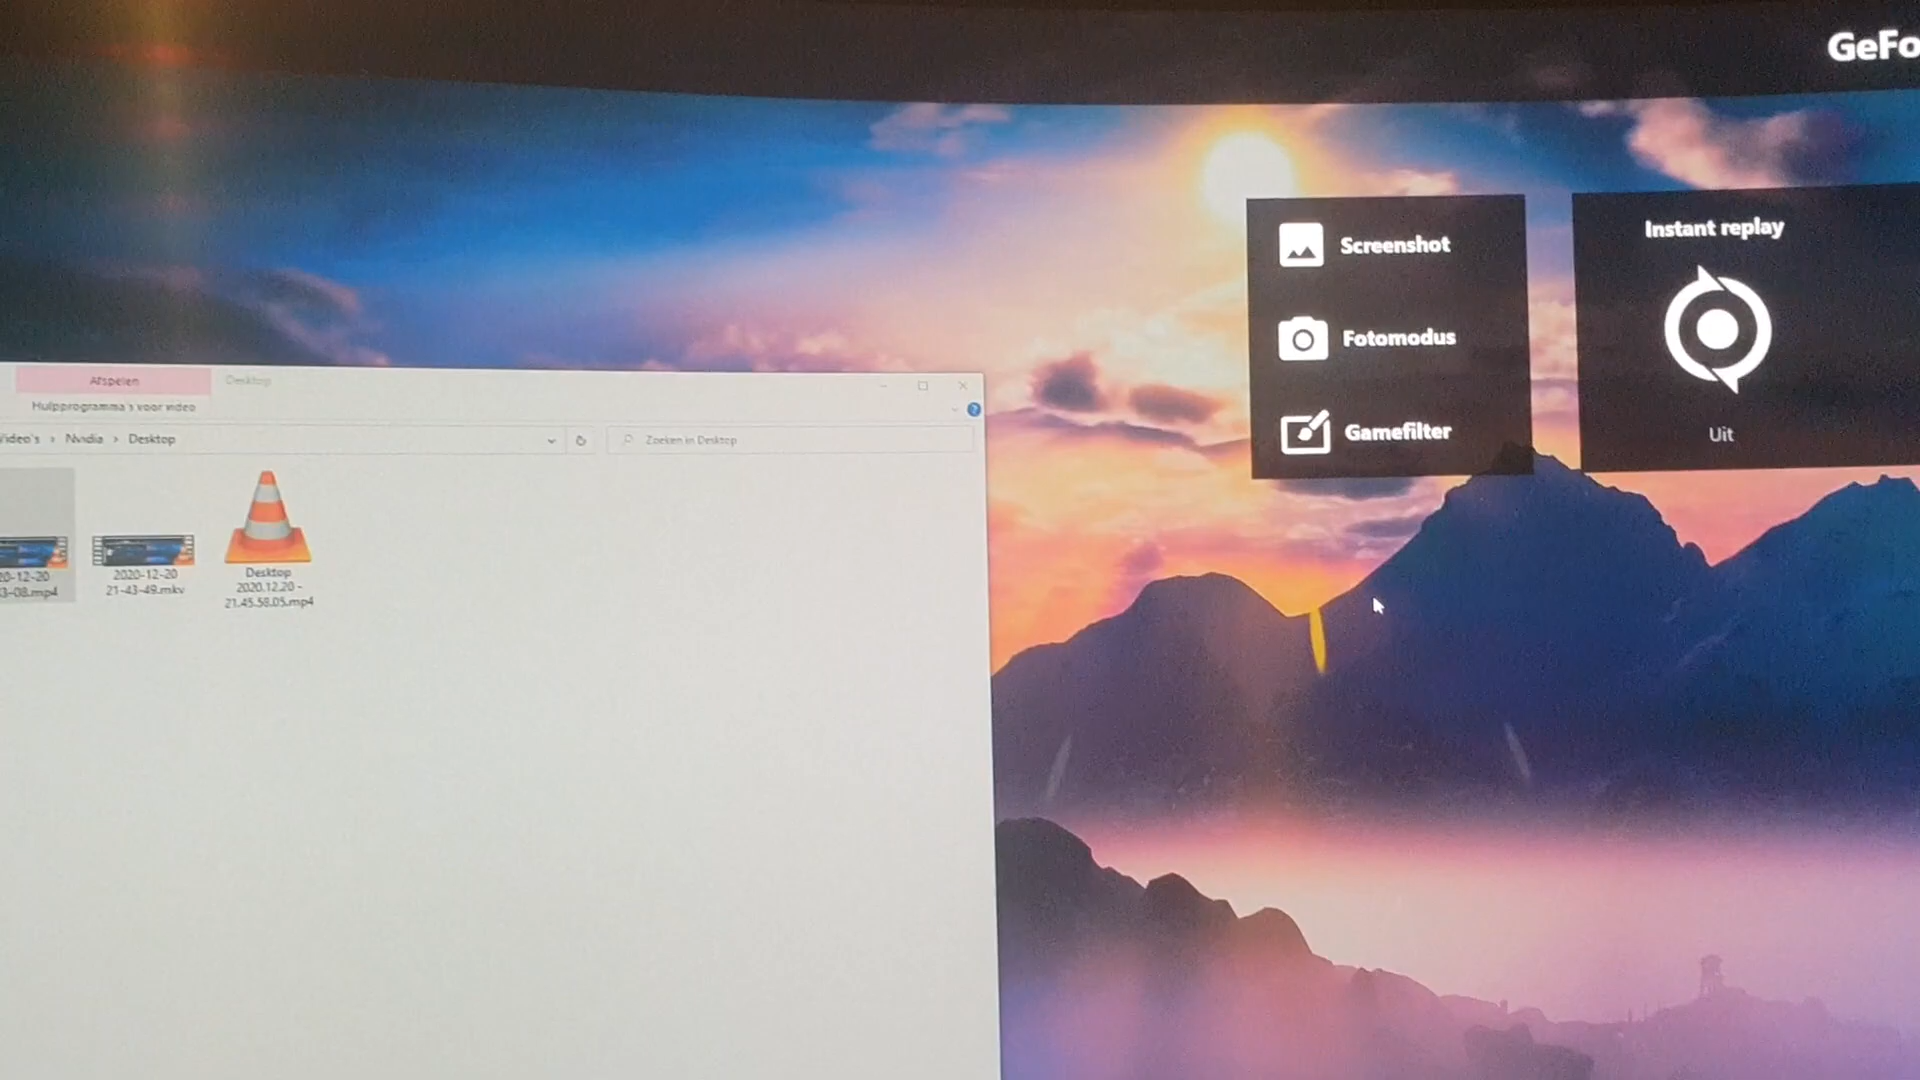 GeFo
Screenshot
Fotomodus
Gamefilter
Instant replay
Uit
Afspelen
Desktop
Hulpprogramma's voor video
Video's > Nvidia > Desktop
Zoeken in Desktop
20-12-20
3-08.mp4
2020-12-20
21-43-49.mkv
Desktop
2020.12.20 -
21.45.58.05.mp4